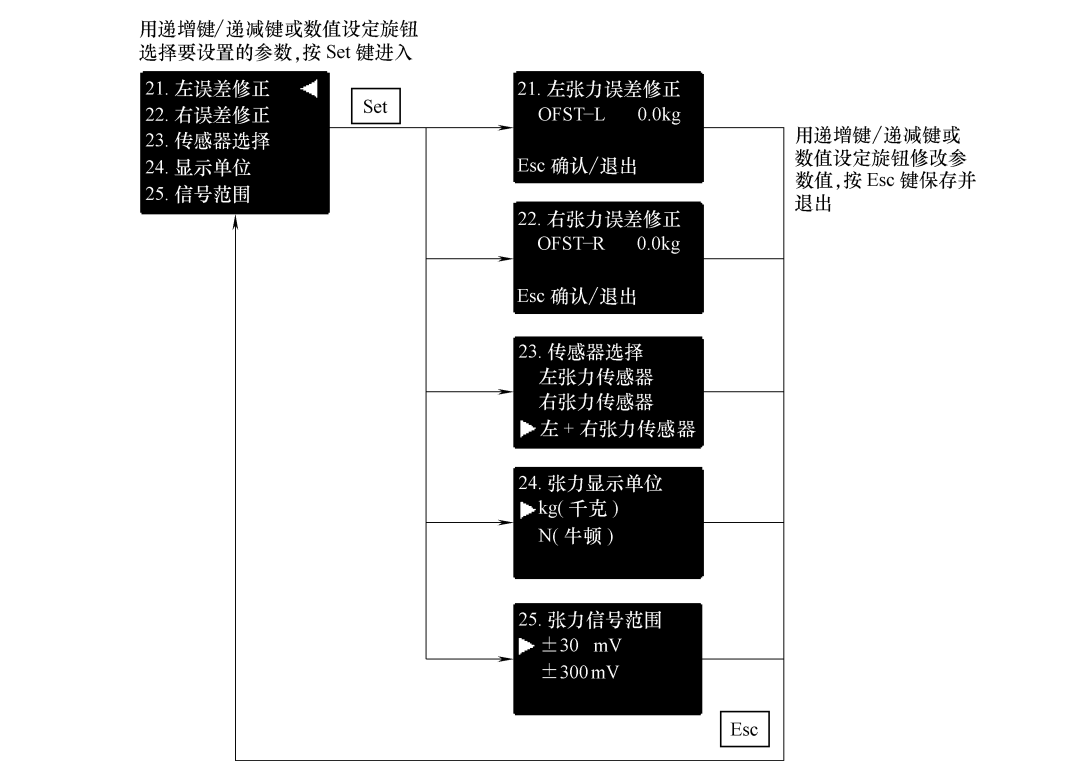 用递增键/递减键或数值设定旋钮
选择要设置的参数,按 Set 键进入
21. 左误差修正
22. 右误差修正
23. 传感器选择
24. 显示单位
25. 信号范围
Set
21. 左张力误差修正
OFST-L 0.0kg
Esc 确认/退出
22. 右张力误差修正
OFST-R 0.0kg
Esc 确认/退出
23. 传感器选择
左张力传感器
右张力传感器
左 + 右张力传感器
24. 张力显示单位
kg( 千克 )
N( 牛顿 )
25. 张力信号范围
±30 mV
±300mV
用递增键/递减键或
数值设定旋钮修改参
数值,按 Esc 键保存并
退出
Esc